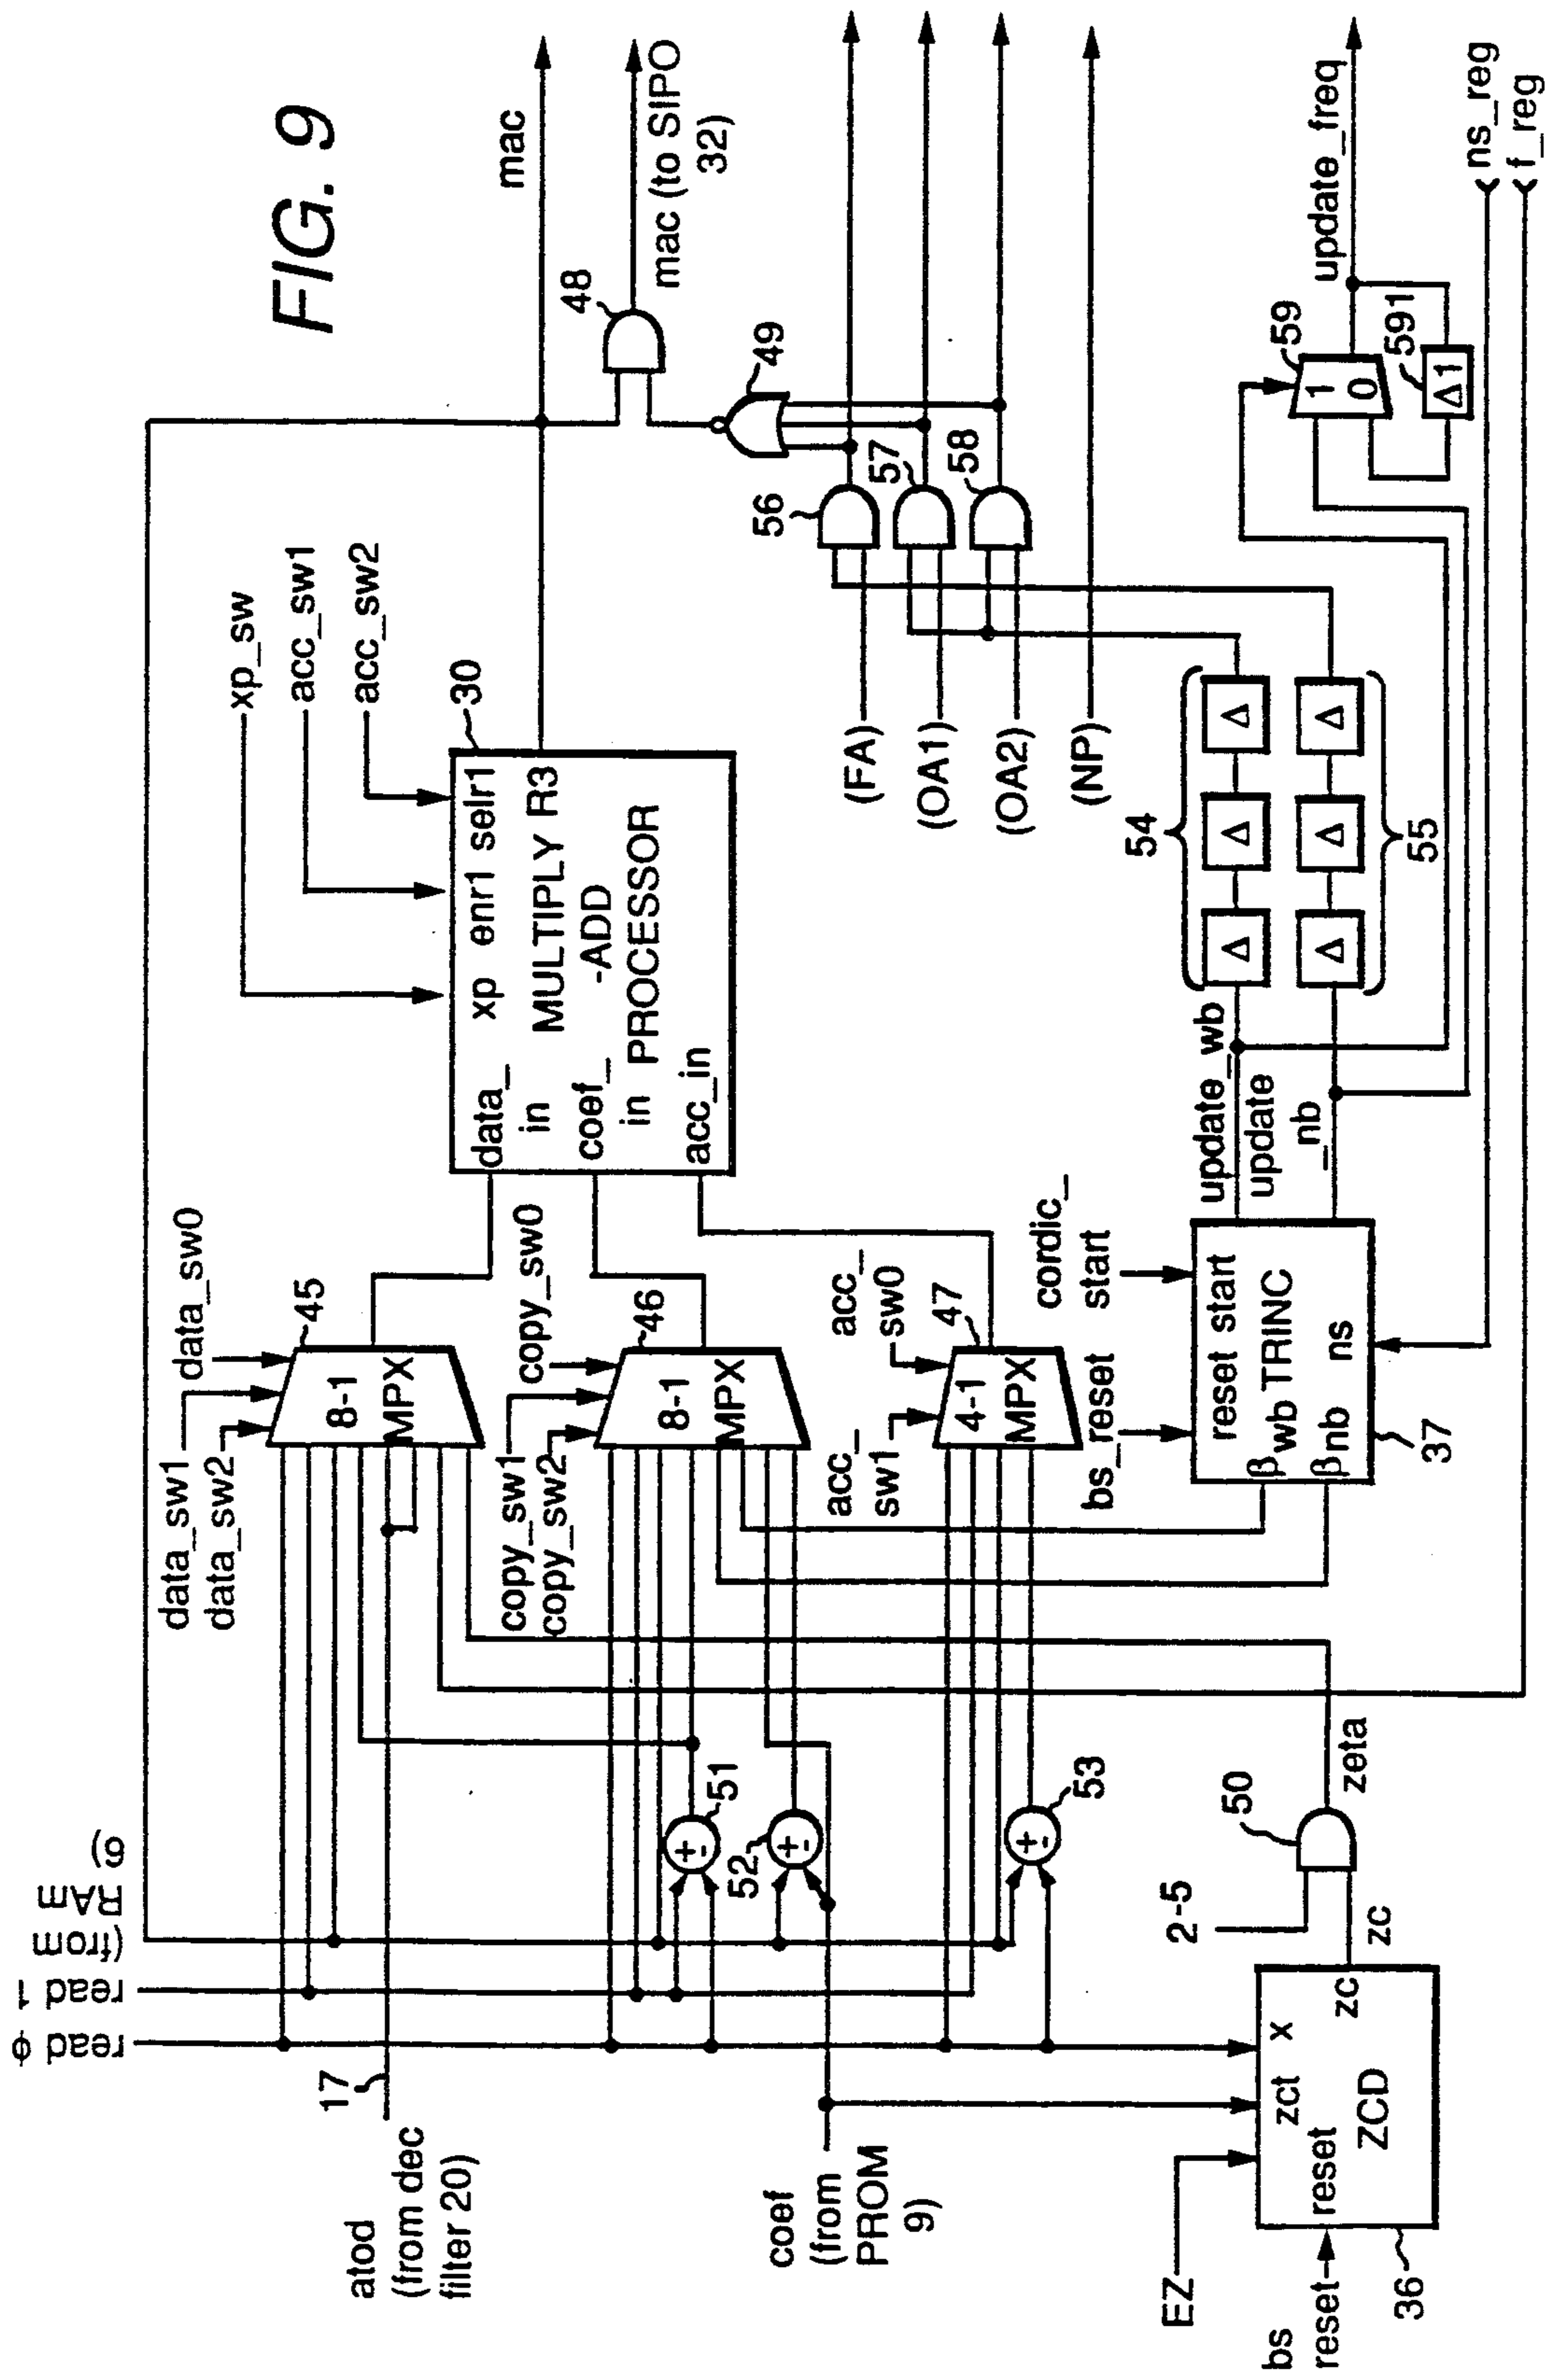 FIG. 9
mac
mac (to SIPO
32)
48
49
xp_sw
acc_sw1
acc_sw2
30
xp enr1 selr1
data_
in
MULTIPLY R3
-ADD
PROCESSOR
coef_
in
acc_in
56
57
58
(FA)
(OA1)
(OA2)
(NP)
update_freq
59
1
0
591
Δ1
ns_reg
f_reg
54
Δ Δ Δ
Δ Δ Δ
55
update_wb
update
_nb
data_sw0
data_sw1
data_sw2
45
8-1
MPX
copy_sw0
copy_sw1
copy_sw2
46
8-1
MPX
acc_
sw0
acc_
sw1
47
4-1
MPX
cordic_
start
bs_reset
reset start
βwb TRINC
βnb ns
37
read ϕ
read 1
(from
RAM
6)
17
atod
(from dec
filter 20)
coef
(from
PROM
9)
51
+
-
52
+
-
53
+
-
2-5
50
zeta
zc
EZ
bs
reset
zct x
reset
zc
ZCD
36